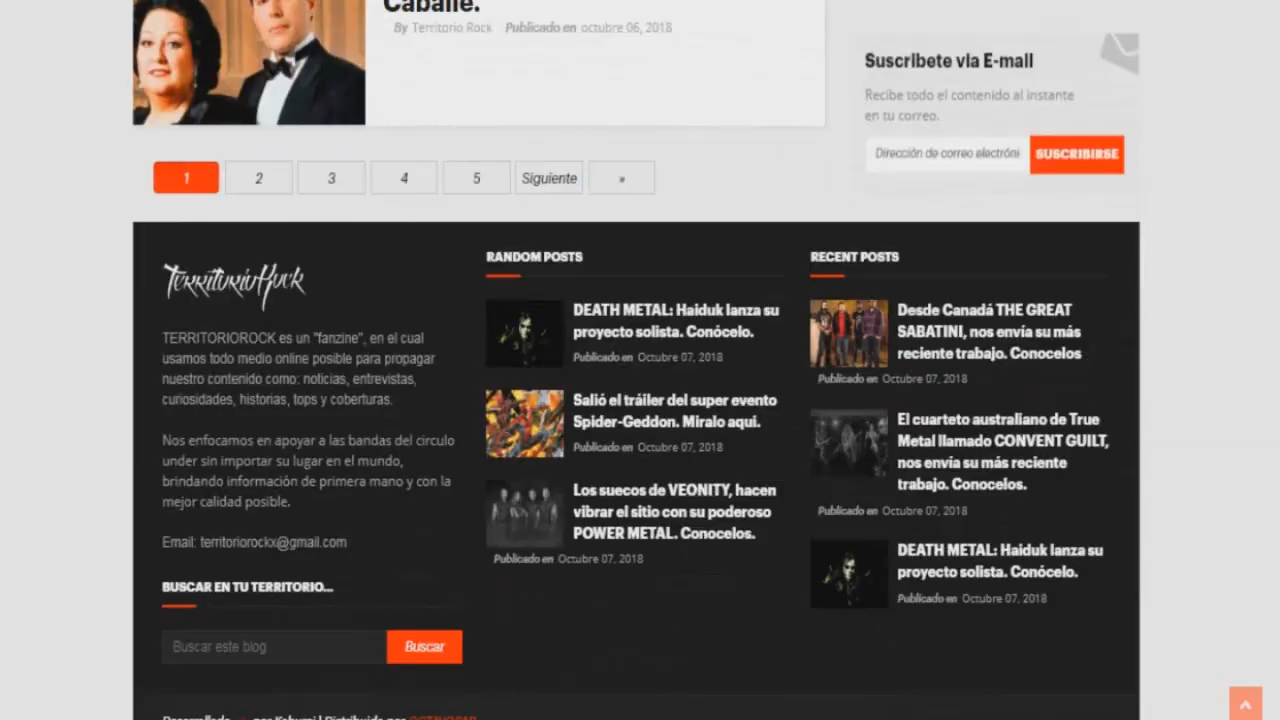 Caballé.
By Territorio Rock Publicado en octubre 06, 2018
Suscribete via E-mail
Recibe todo el contenido al instante
en tu correo.
Dirección de correo electróni
SUSCRIBIRSE
1 2 3 4 5 Siguiente »
TerritorioRock
TERRITORIOROCK es un "fanzine", en el cual
usamos todo medio online posible para propagar
nuestro contenido como: noticias, entrevistas,
curiosidades, historias, tops y coberturas.
Nos enfocamos en apoyar a las bandas del circulo
under sin importar su lugar en el mundo,
brindando información de primera mano y con la
mejor calidad posible.
Email: territoriorockx@gmail.com
BUSCAR EN TU TERRITORIO...
Buscar este blog
Buscar
RANDOM POSTS
DEATH METAL: Haiduk lanza su
proyecto solista. Conócelo.
Publicado en Octubre 07, 2018
Salió el tráiler del super evento
Spider-Geddon. Miralo aqui.
Publicado en Octubre 07, 2018
Los suecos de VEONITY, hacen
vibrar el sitio con su poderoso
POWER METAL. Conocelos.
Publicado en Octubre 07, 2018
RECENT POSTS
Desde Canadá THE GREAT
SABATINI, nos envía su más
reciente trabajo. Conocelos
Publicado en Octubre 07, 2018
El cuarteto australiano de True
Metal llamado CONVENT GUILT,
nos envia su más reciente
trabajo. Conocelos.
Publicado en Octubre 07, 2018
DEATH METAL: Haiduk lanza su
proyecto solista. Conócelo.
Publicado en Octubre 07, 2018